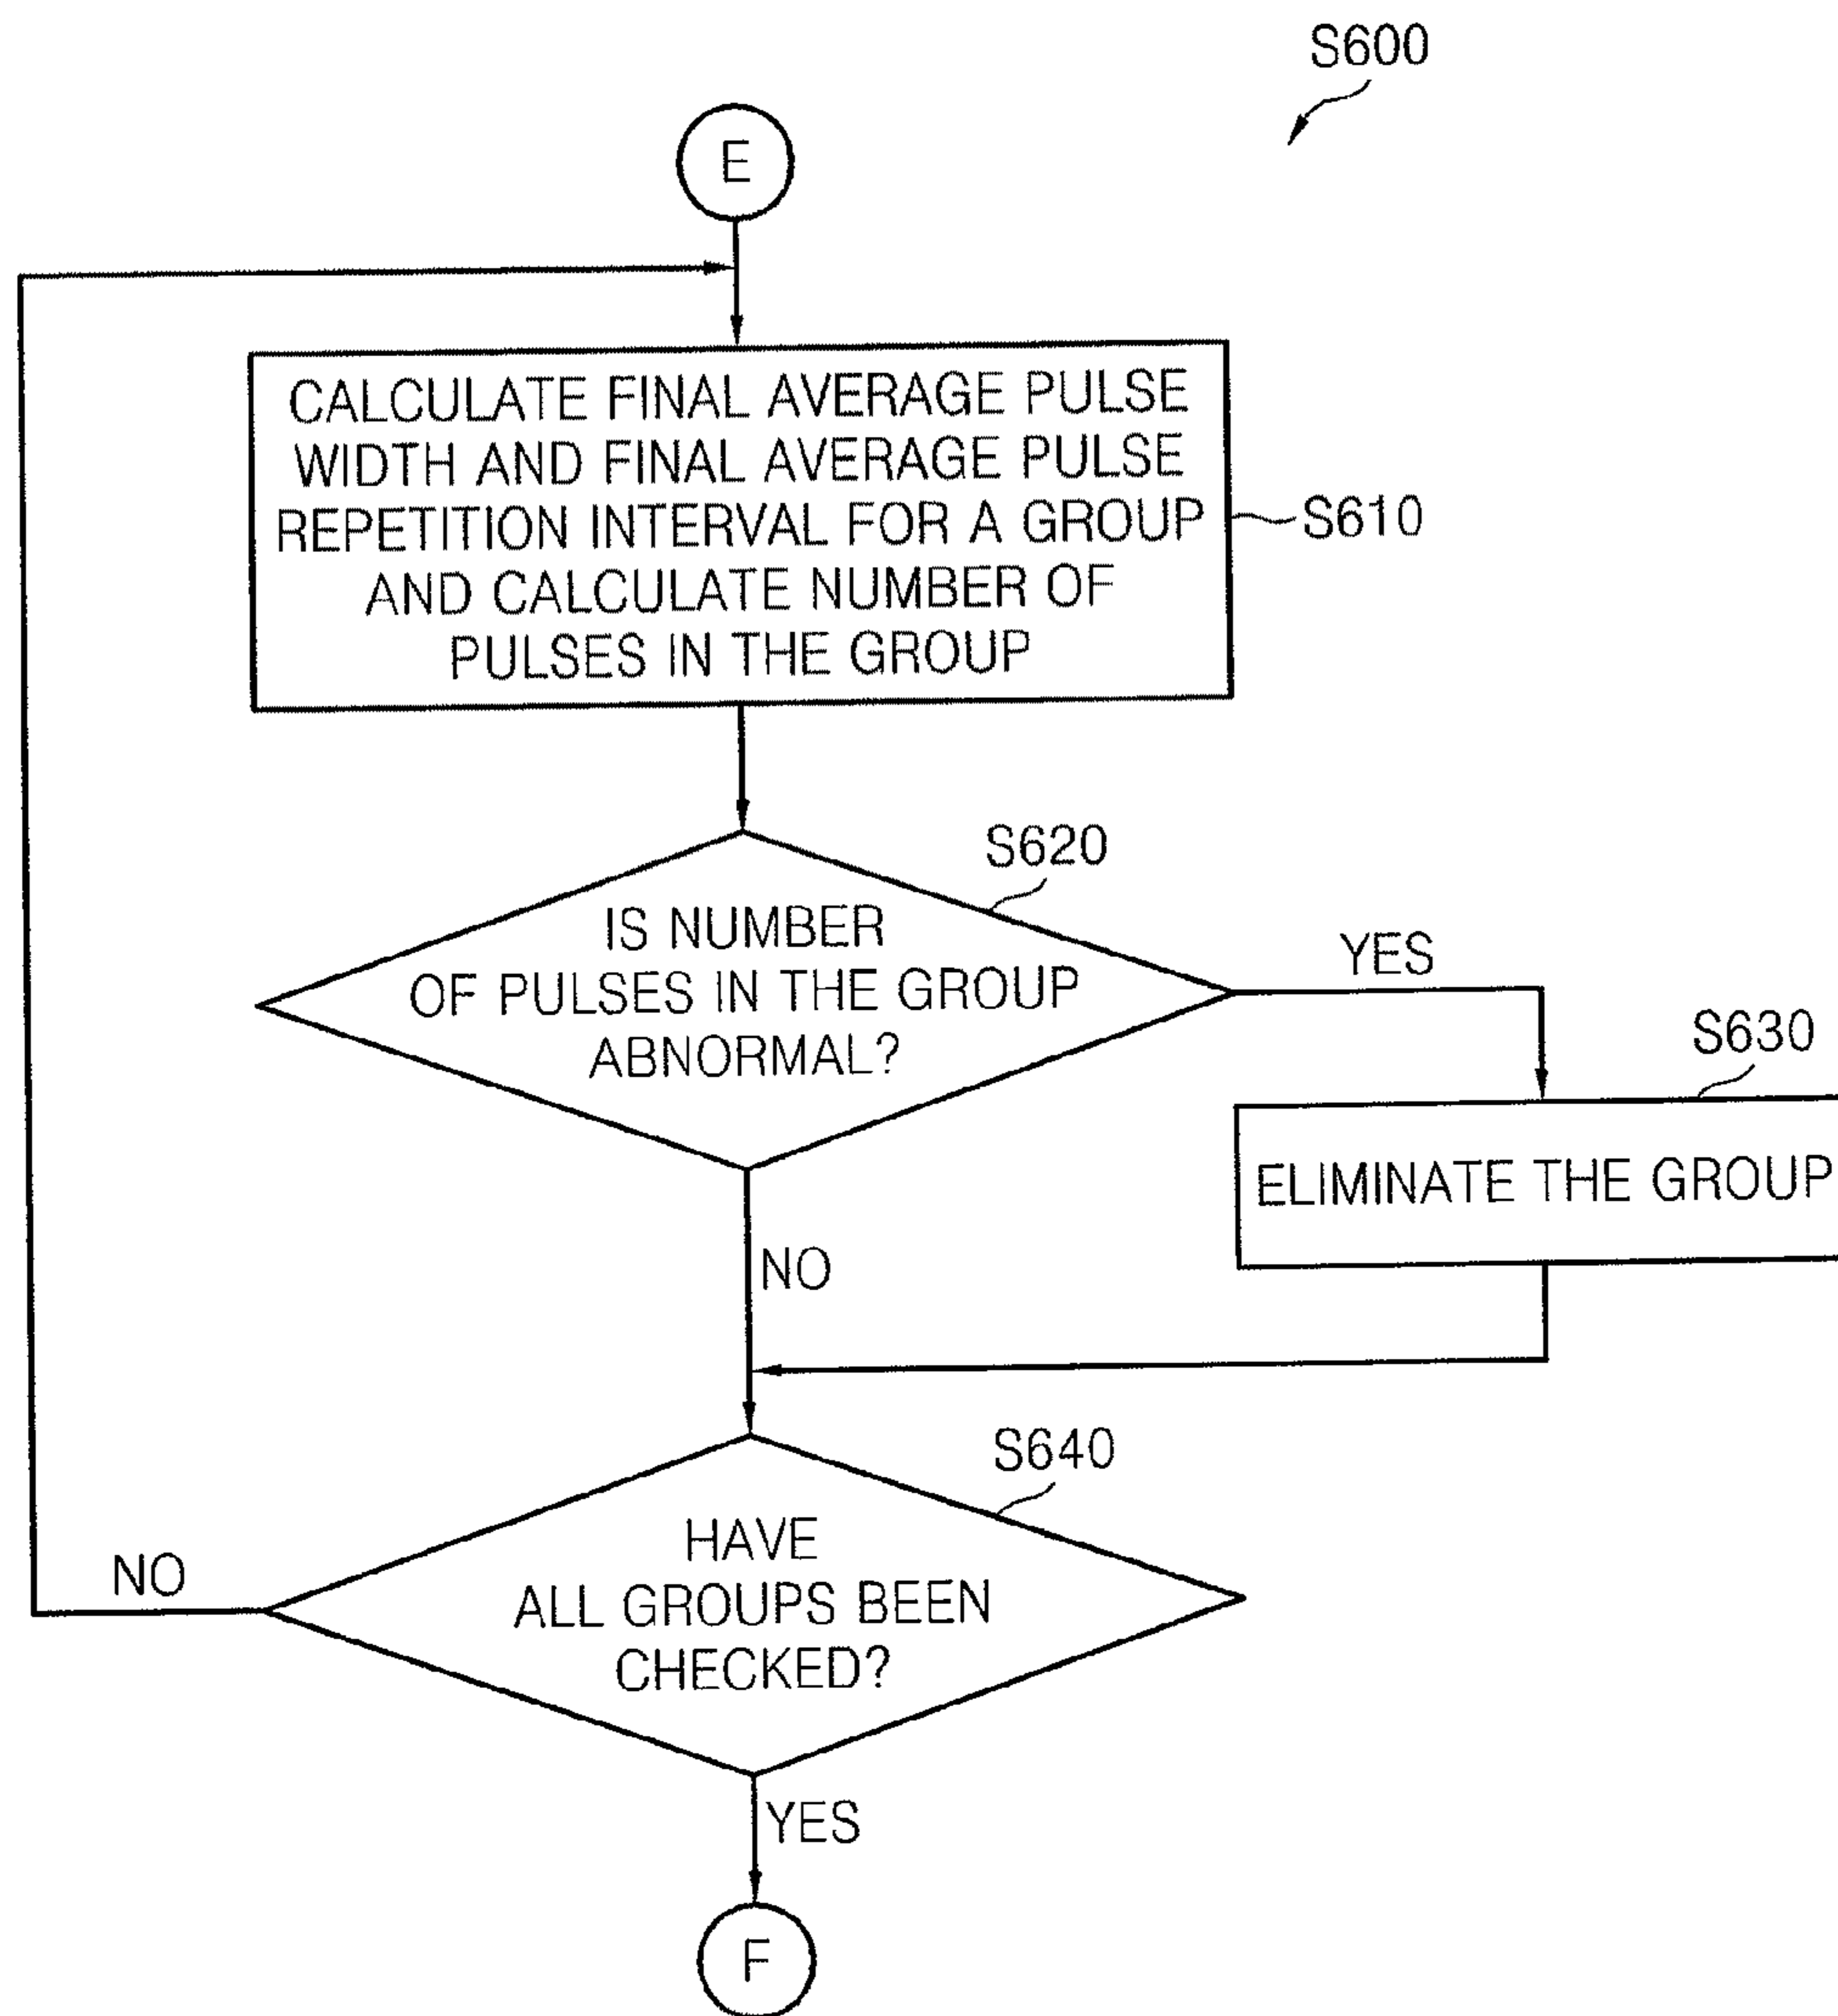 S600
E
CALCULATE FINAL AVERAGE PULSE
WIDTH AND FINAL AVERAGE PULSE
REPETITION INTERVAL FOR A GROUP
AND CALCULATE NUMBER OF
PULSES IN THE GROUP
S610
S620
IS NUMBER
OF PULSES IN THE GROUP
ABNORMAL?
YES
S630
ELIMINATE THE GROUP
NO
S640
HAVE
ALL GROUPS BEEN
CHECKED?
NO
YES
F